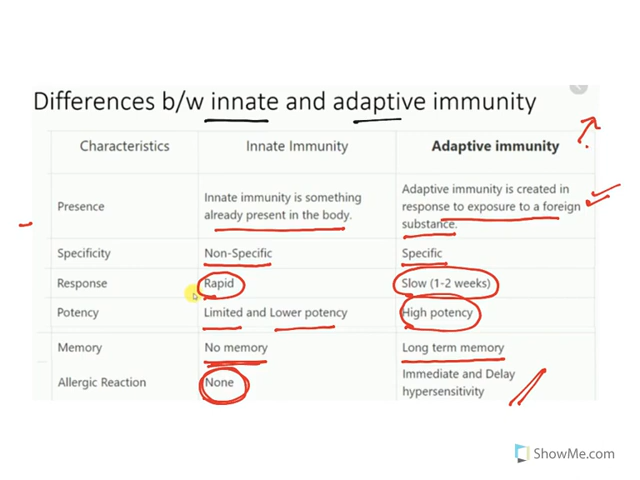 Differences b/w innate and adaptive immunity
Characteristics Innate Immunity Adaptive immunity
Presence
Innate immunity is something
already present in the body.
Adaptive immunity is created in
response to exposure to a foreign
substance.
Specificity Non-Specific Specific
Response Rapid Slow (1-2 weeks)
Potency Limited and Lower potency High potency
Memory No memory Long term memory
Allergic Reaction None
Immediate and Delay
hypersensitivity
ShowMe.com